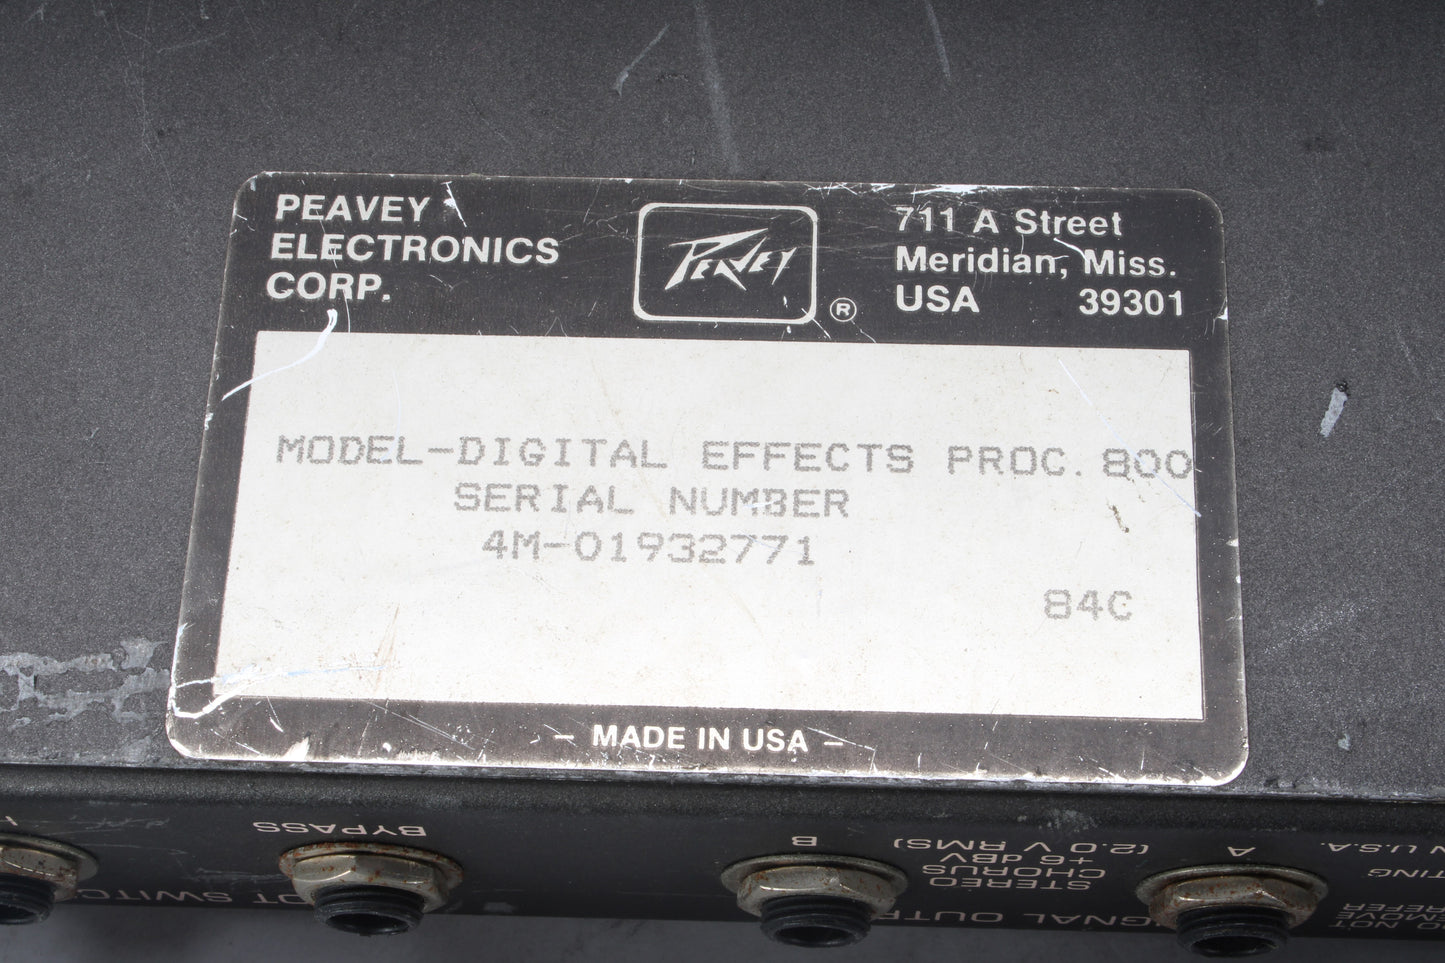 PEAVEY
ELECTRONICS
CORP.
PEAVEY
®
711 A Street
Meridian, Miss.
USA 39301
MODEL-DIGITAL EFFECTS PROC. 800
SERIAL NUMBER
4M-01932771
84C
- MADE IN USA -
BYPASS
B
STEREO
CHORUS
+6 dBV
(2.0 V RMS)
A
U.S.A.